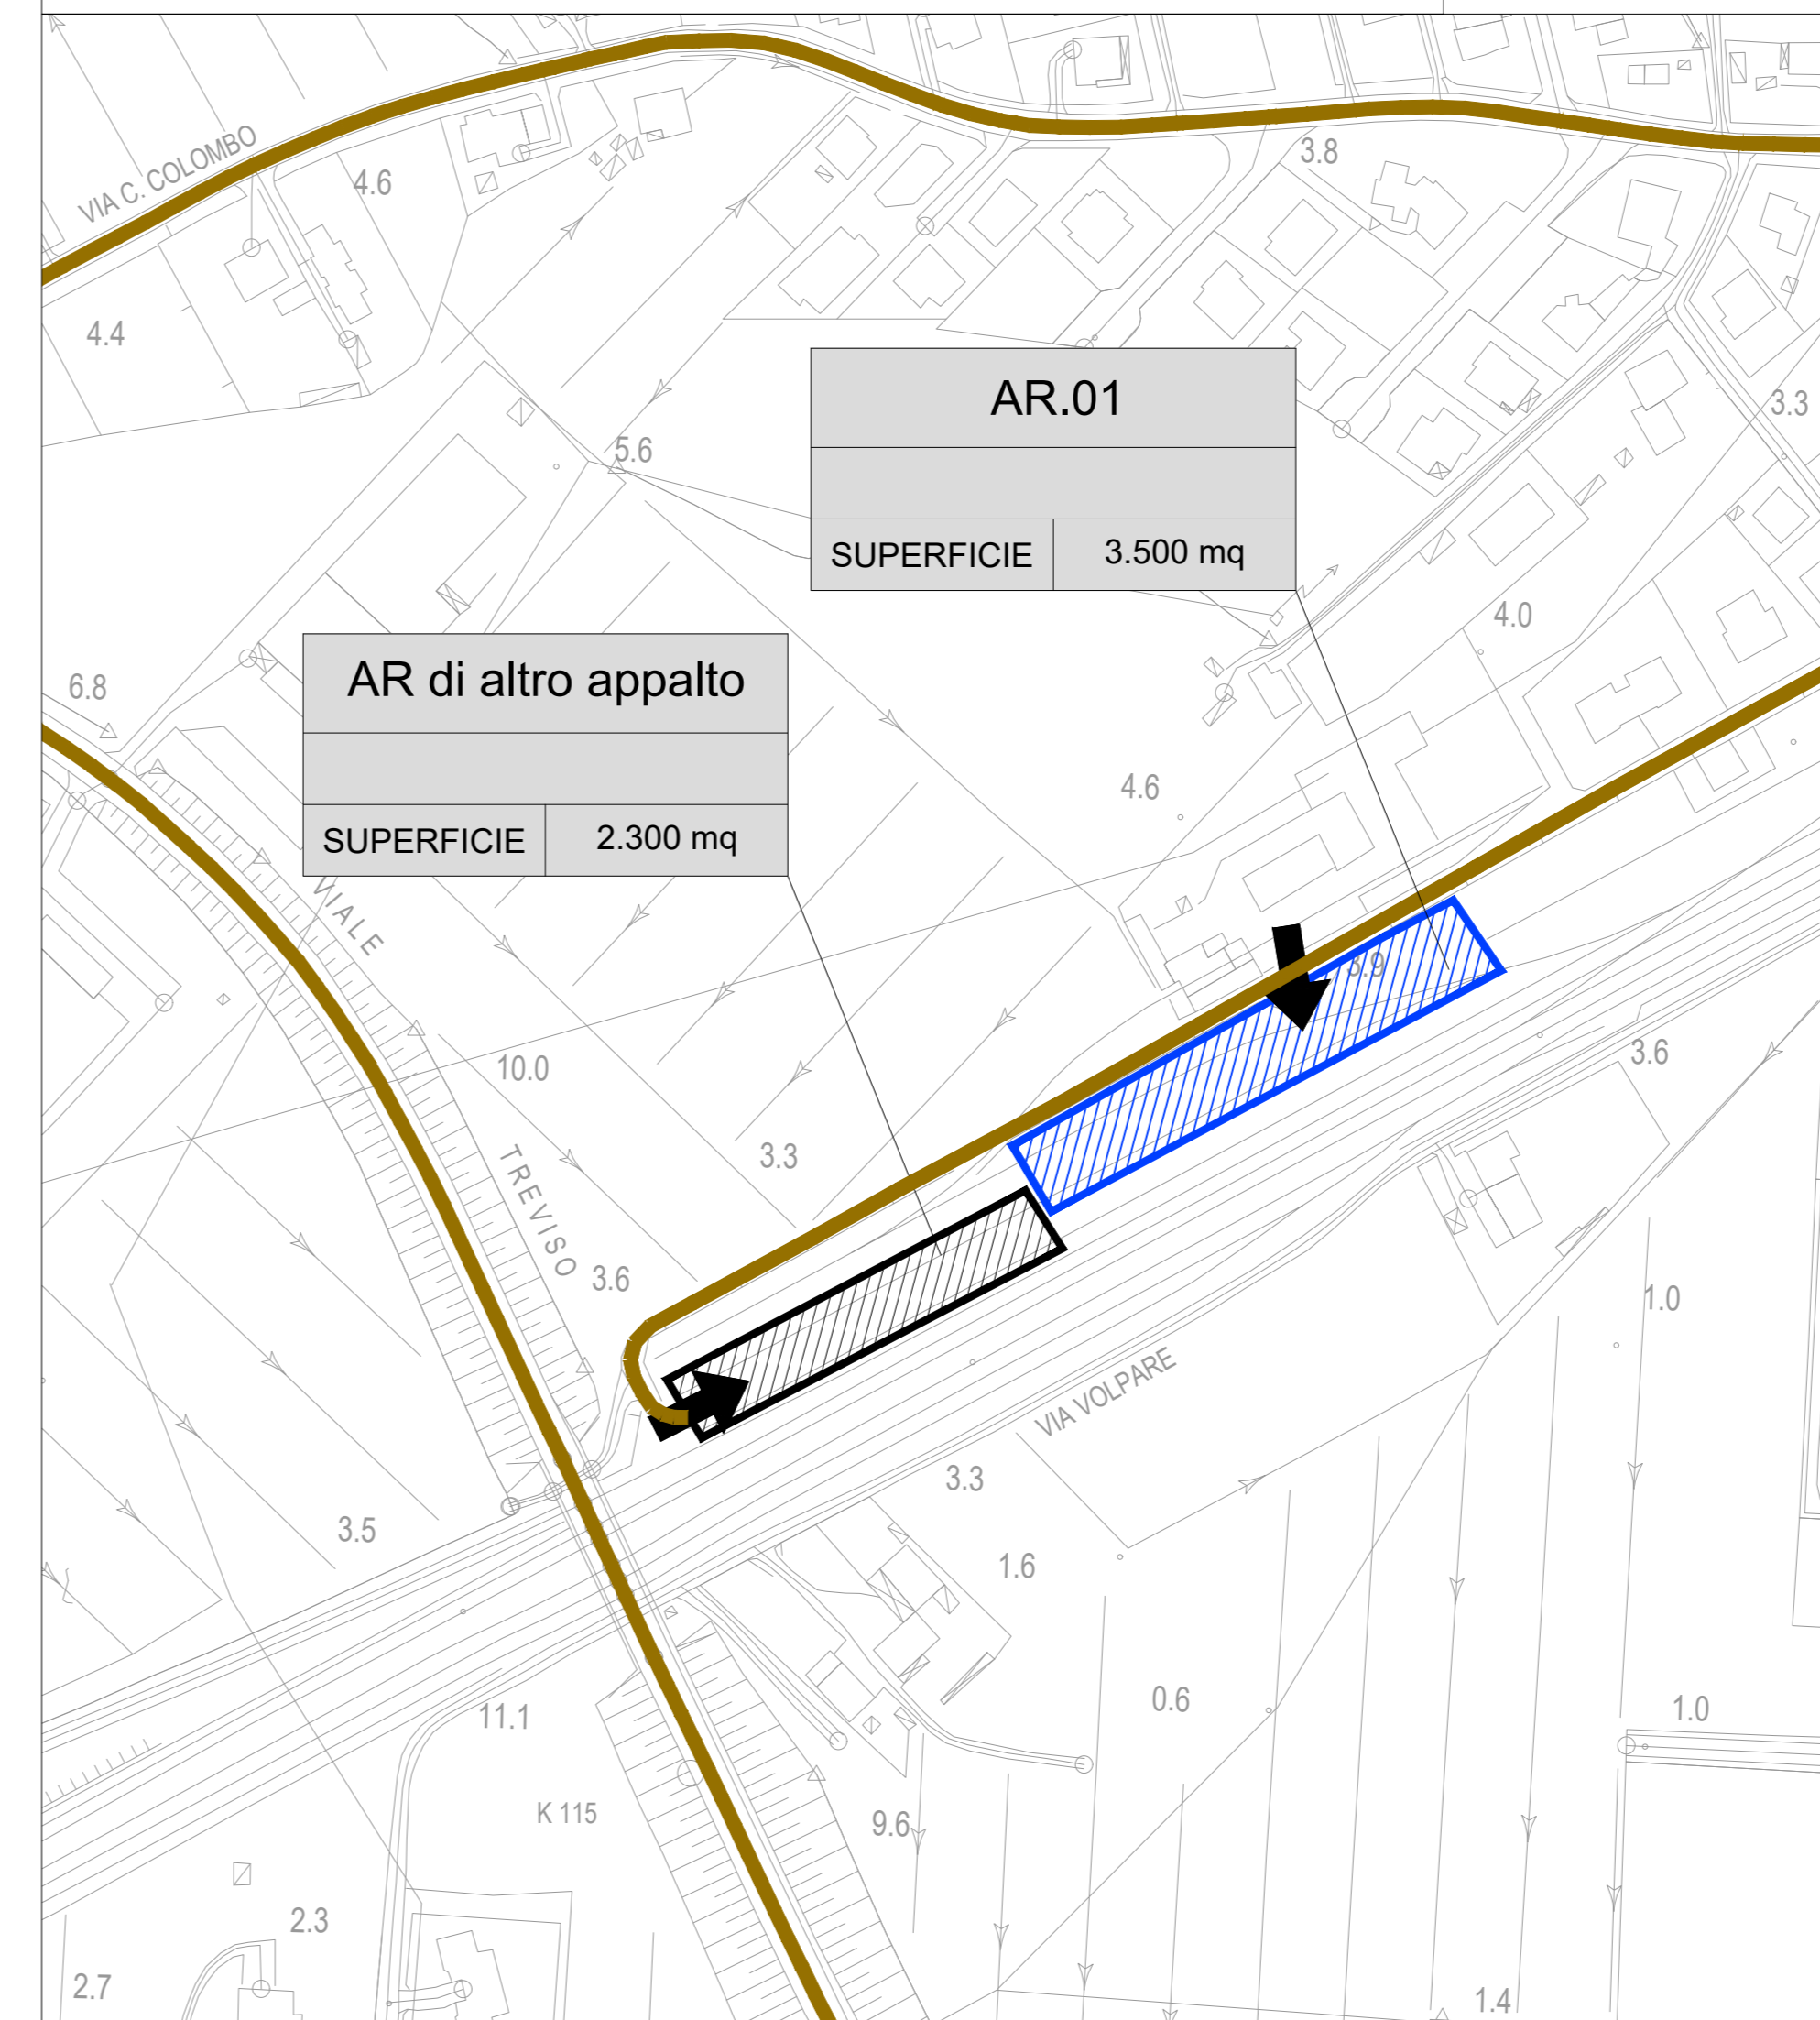 VIA C. COLOMBO
4.6
3.8
4.4
AR.01
3.3
5.6
SUPERFICIE 3.500 mq
4.0
AR di altro appalto
6.8
4.6
SUPERFICIE 2.300 mq
VIALE
3.9
3.6
10.0
3.3
TREVISO
3.6
1.0
VIA VOLPARE
3.3
3.5
1.6
0.6
1.0
11.1
K 115
9.6
2.3
2.7
1.4